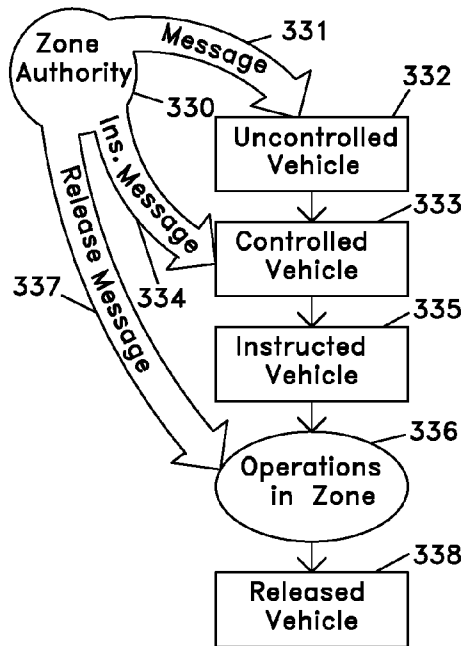 Zone
Authority
330
Message
331
332
Uncontrolled
Vehicle
Ins. Message
334
333
Controlled
Vehicle
335
Instructed
Vehicle
Release Message
337
336
Operations
in Zone
338
Released
Vehicle